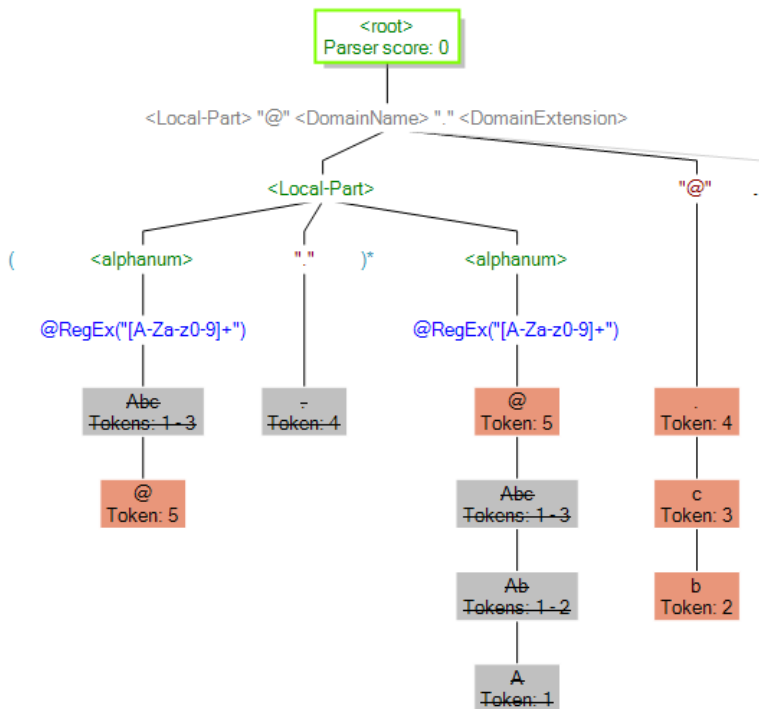 <root>
Parser score: 0
<Local-Part> "@" <DomainName> "." <DomainExtension>
<Local-Part> "@"
( <alphanum> "." )* <alphanum>
@RegEx("[A-Za-z0-9]+") @RegEx("[A-Za-z0-9]+")
Abc . @ .
Tokens: 1 - 3 Token: 4 Token: 5 Token: 4
@ Abc c
Token: 5 Tokens: 1 - 3 Token: 3
Ab b
Tokens: 1 - 2 Token: 2
A
Token: 1